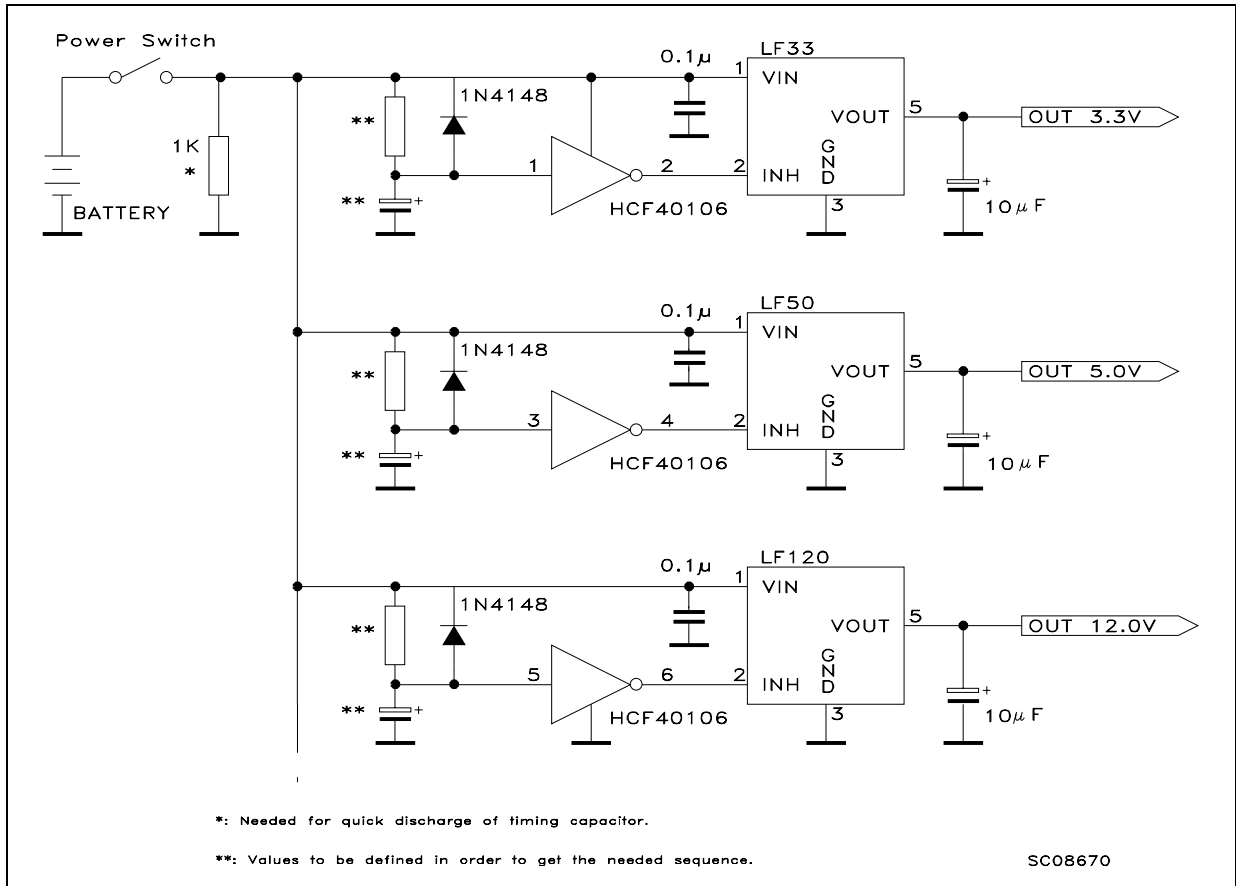 Power Switch
BATTERY
1K
*
**
**
1N4148
1
2
HCF40106
0.1μ
LF33
1
VIN
VOUT
5
2
INH
GND
3
10μF
OUT 3.3V
**
**
1N4148
3
4
HCF40106
0.1μ
LF50
1
VIN
VOUT
5
2
INH
GND
3
10μF
OUT 5.0V
**
**
1N4148
5
6
HCF40106
0.1μ
LF120
1
VIN
VOUT
5
2
INH
GND
3
10μF
OUT 12.0V
*: Needed for quick discharge of timing capacitor.
**: Values to be defined in order to get the needed sequence.
SC08670